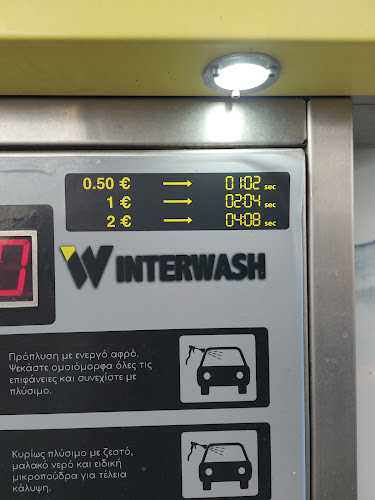 0.50 € → 01:02 sec
1 € → 02:04 sec
2 € → 04:08 sec
W INTERWASH
Πρόπλυση με ενεργό αφρό.
Ψεκάστε ομοιόμορφα όλες τις
επιφάνειες και συνεχίστε με
πλύσιμο.
Κυρίως πλύσιμο με ζεστό,
μαλακό νερό και ειδική
μικροπούδρα για τέλεια
κάλυψη.